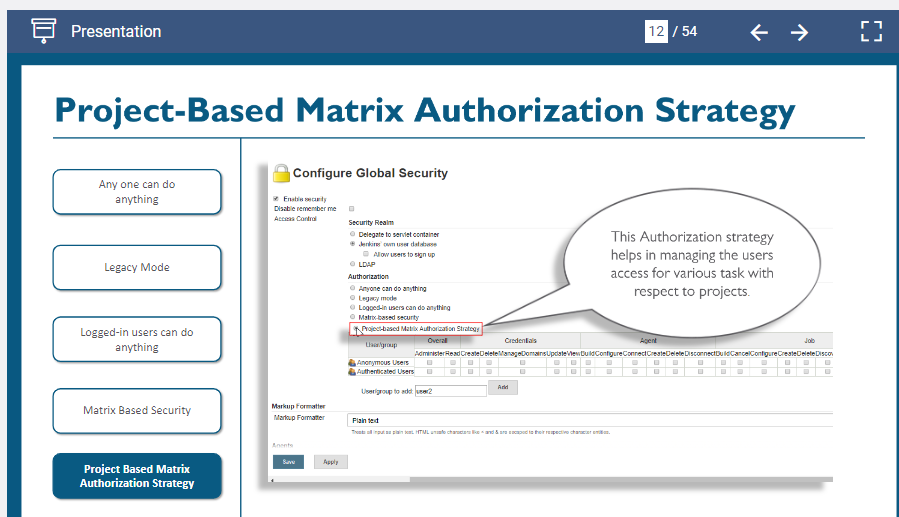 Presentation
12 / 54
Project-Based Matrix Authorization Strategy
Any one can do
anything
Legacy Mode
Logged-in users can do
anything
Matrix Based Security
Project Based Matrix
Authorization Strategy
Configure Global Security
Enable security
Disable remember me
Access Control
Security Realm
Delegate to servlet container
Jenkins' own user database
Allow users to sign up
LDAP
Authorization
Anyone can do anything
Legacy mode
Logged-in users can do anything
Matrix-based security
Project-based Matrix Authorization Strategy
This Authorization strategy
helps in managing the users
access for various task with
respect to projects.
User/group Overall Credentials Agent Job
Administer Read Create Delete ManageDomains Update View Build Configure Connect Create Delete Disconnect Build Cancel Configure Create Delete Discov
Anonymous Users
Authenticated Users
User/group to add: user2 Add
Markup Formatter
Markup Formatter Plain text
Treats all input as plain text. HTML unsafe characters like < and & are escaped to their respective character entities.
Agents
Save Apply